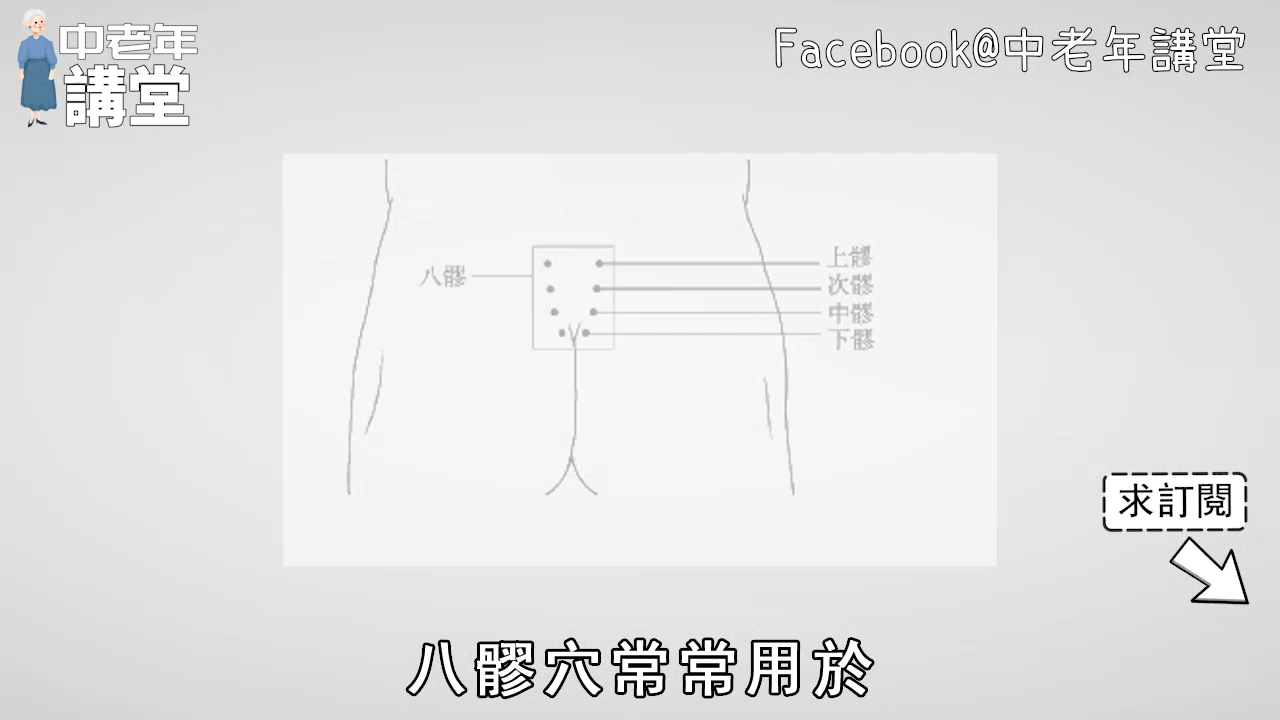 中老年
講堂
Facebook@中老年講堂
八髎
上髎
次髎
中髎
下髎
求訂閱
八髎穴常常用於